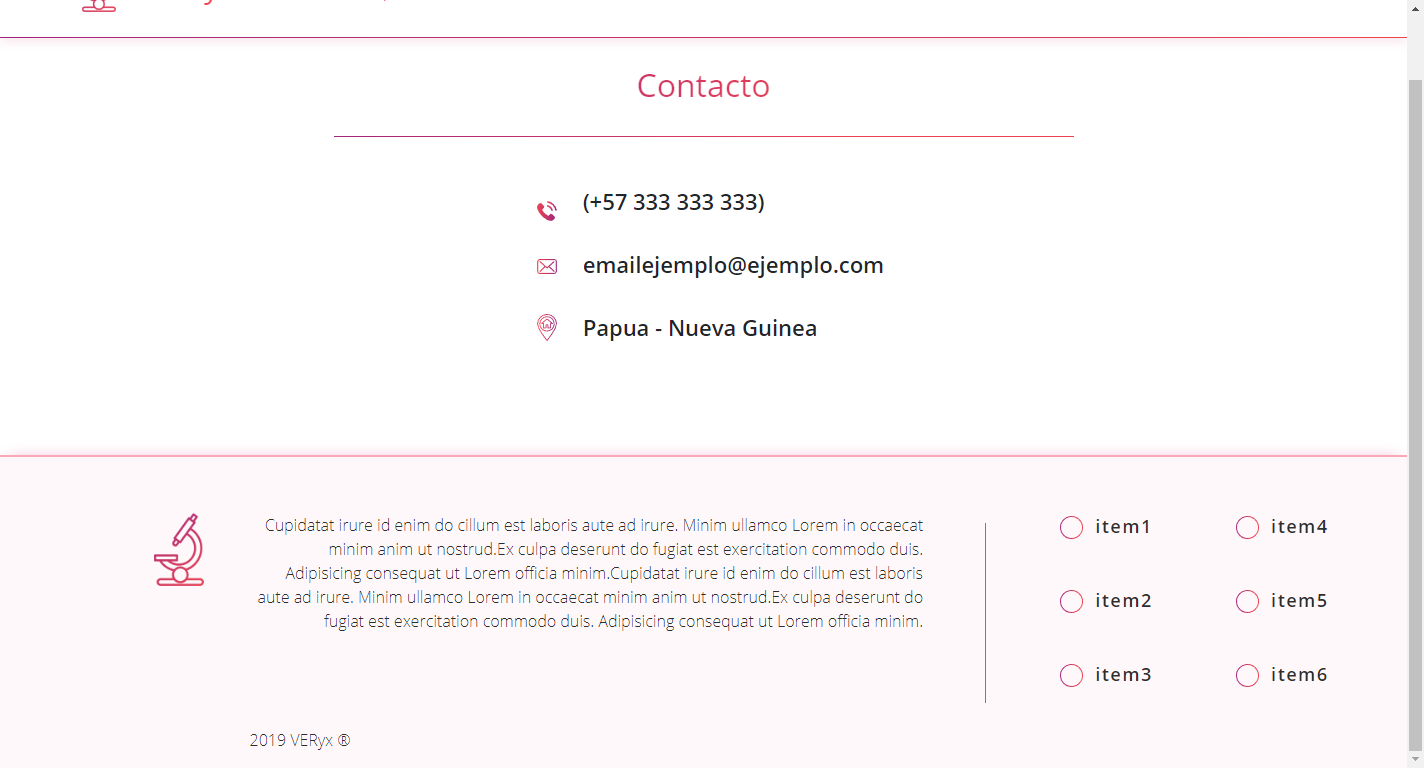 Contacto
(+57 333 333 333)
emailejemplo@ejemplo.com
Papua - Nueva Guinea
Cupidatat irure id enim do cillum est laboris aute ad irure. Minim ullamco Lorem in occaecat
minim anim ut nostrud.Ex culpa deserunt do fugiat est exercitation commodo duis.
Adipisicing consequat ut Lorem officia minim.Cupidatat irure id enim do cillum est laboris
aute ad irure. Minim ullamco Lorem in occaecat minim anim ut nostrud.Ex culpa deserunt do
fugiat est exercitation commodo duis. Adipisicing consequat ut Lorem officia minim.
item1
item4
item2
item5
item3
item6
2019 VERyx ®